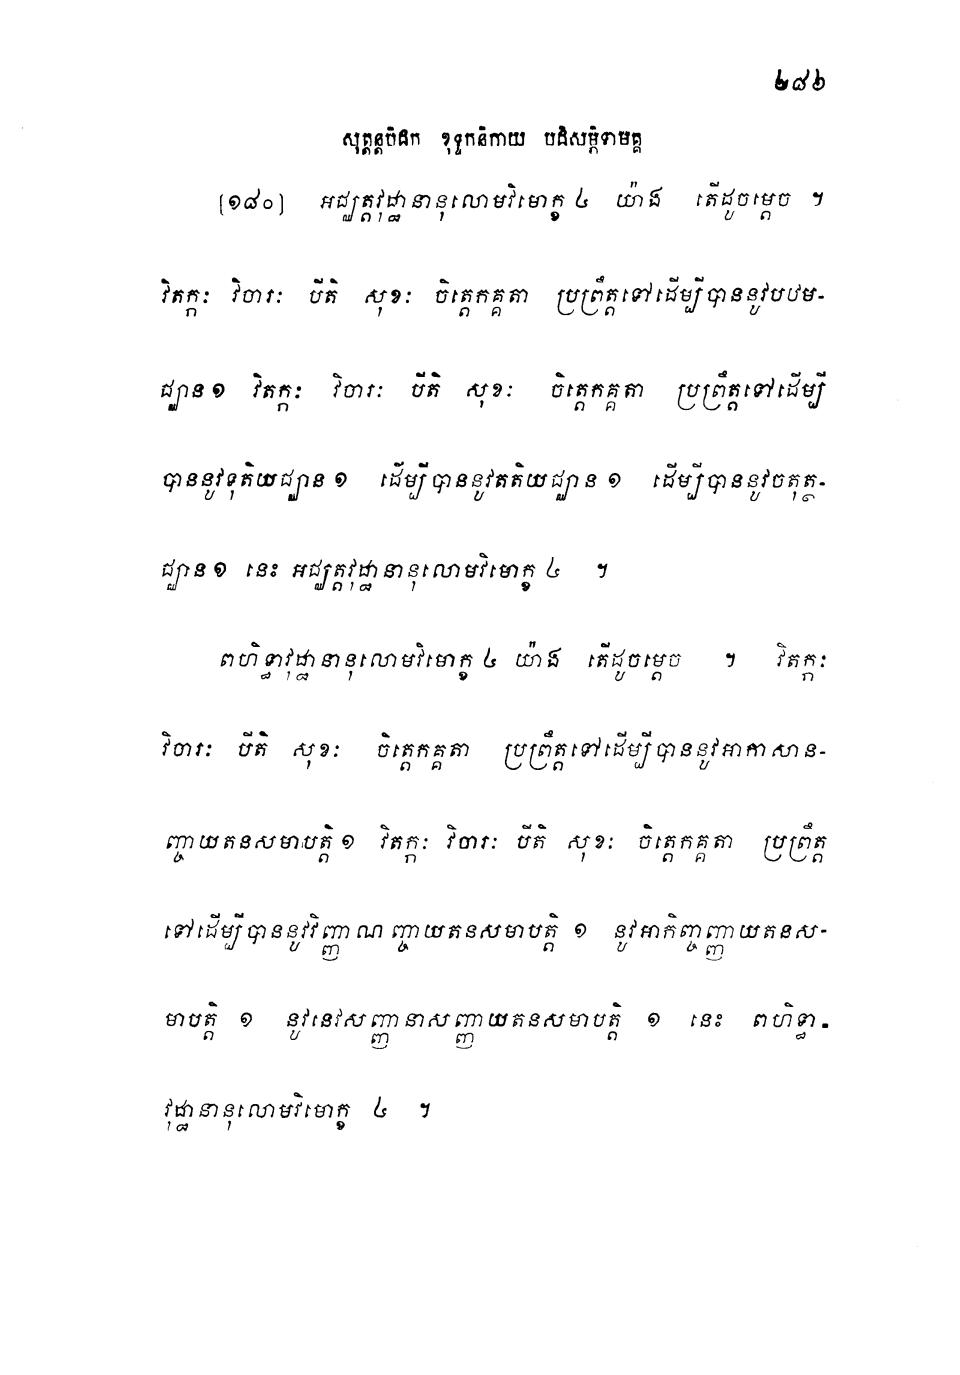 ២៨៦
សុត្តន្តបិដក ខុទ្ទកនិកាយ បដិសម្ភិទាមគ្គ
[១៨០] អជ្ឈត្តវុដ្ឋានានុលោមវិមោក្ខ ៤ យ៉ាង តើដូចម្តេច ។
វិតក្កៈ វិចារៈ បីតិ សុខៈ ចិត្តេកគ្គតា ប្រព្រឹត្តទៅដើម្បីបាននូវបឋម-
ជ្ឈាន ១ វិតក្កៈ វិចារៈ បីតិ សុខៈ ចិត្តេកគ្គតា ប្រព្រឹត្តទៅដើម្បី
បាននូវទុតិយជ្ឈាន ១ ដើម្បីបាននូវតតិយជ្ឈាន ១ ដើម្បីបាននូវចតុត្ថ-
ជ្ឈាន ១ នេះ អជ្ឈត្តវុដ្ឋានានុលោមវិមោក្ខ ៤ ។
ពហិទ្ធាវុដ្ឋានានុលោមវិមោក្ខ ៤ យ៉ាង តើដូចម្តេច ។ វិតក្កៈ
វិចារៈ បីតិ សុខៈ ចិត្តេកគ្គតា ប្រព្រឹត្តទៅដើម្បីបាននូវអាកាសាន-
ញ្ចាយតនសមាបត្តិ ១ វិតក្កៈ វិចារៈ បីតិ សុខៈ ចិត្តេកគ្គតា ប្រព្រឹត្ត
ទៅដើម្បីបាននូវវិញ្ញាណញ្ចាយតនសមាបត្តិ ១ នូវអាកិញ្ចញ្ញាយតនស-
មាបត្តិ ១ នូវនេវសញ្ញានាសញ្ញាយតនសមាបត្តិ ១ នេះ ពហិទ្ធា-
វុដ្ឋានានុលោមវិមោក្ខ ៤ ។